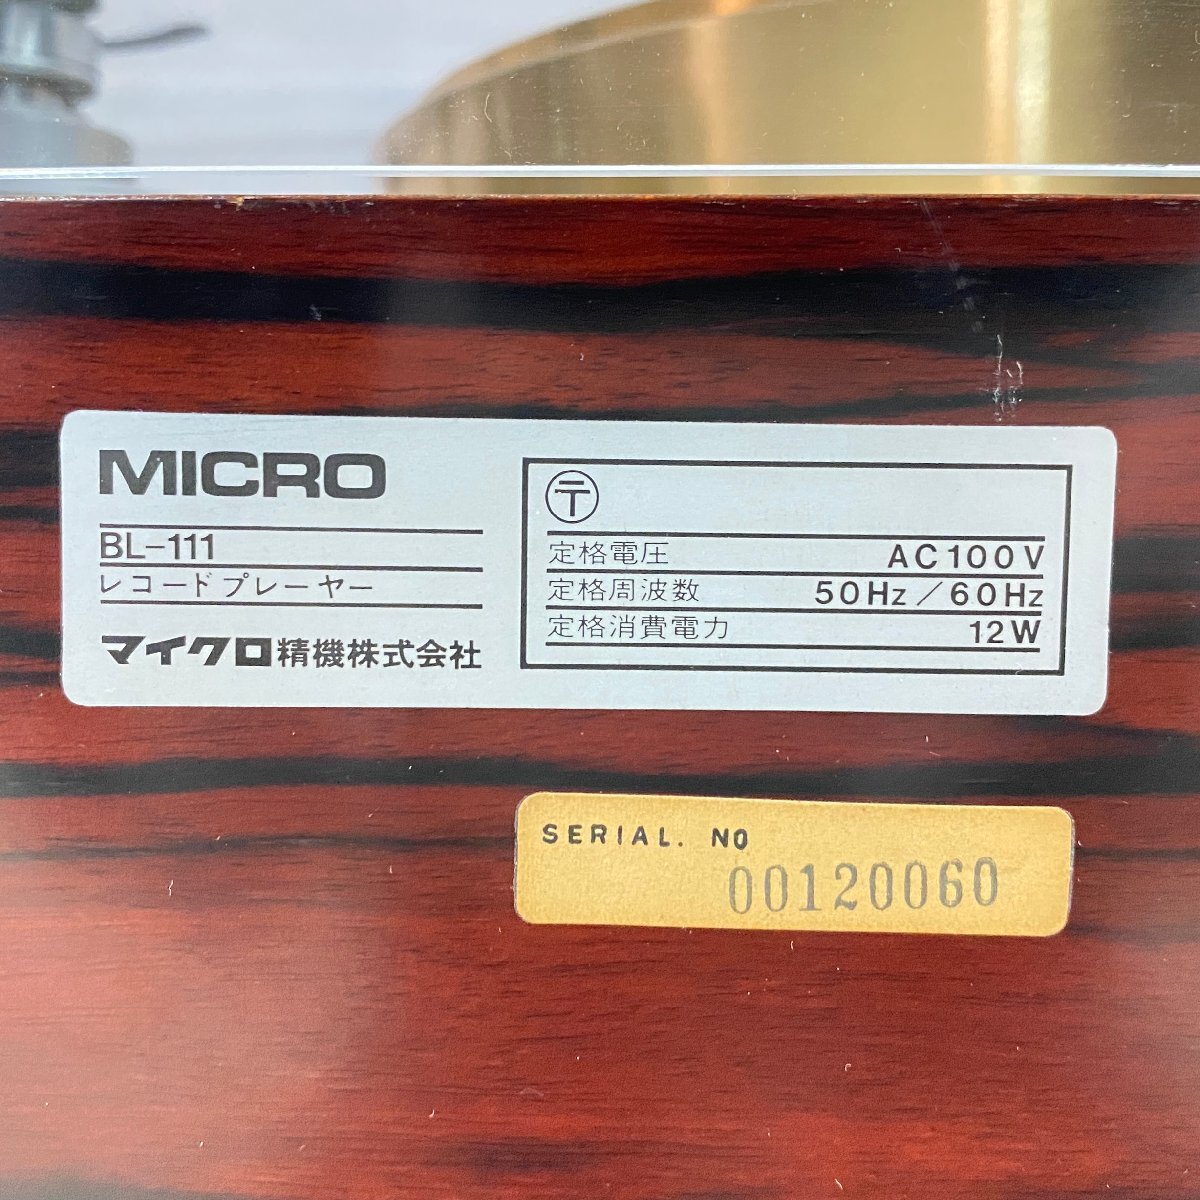 MICRO
BL-111
レコードプレーヤー
マイクロ精機株式会社
〒
定格電圧 AC100V
定格周波数 50Hz/60Hz
定格消費電力 12W
SERIAL. NO
00120060